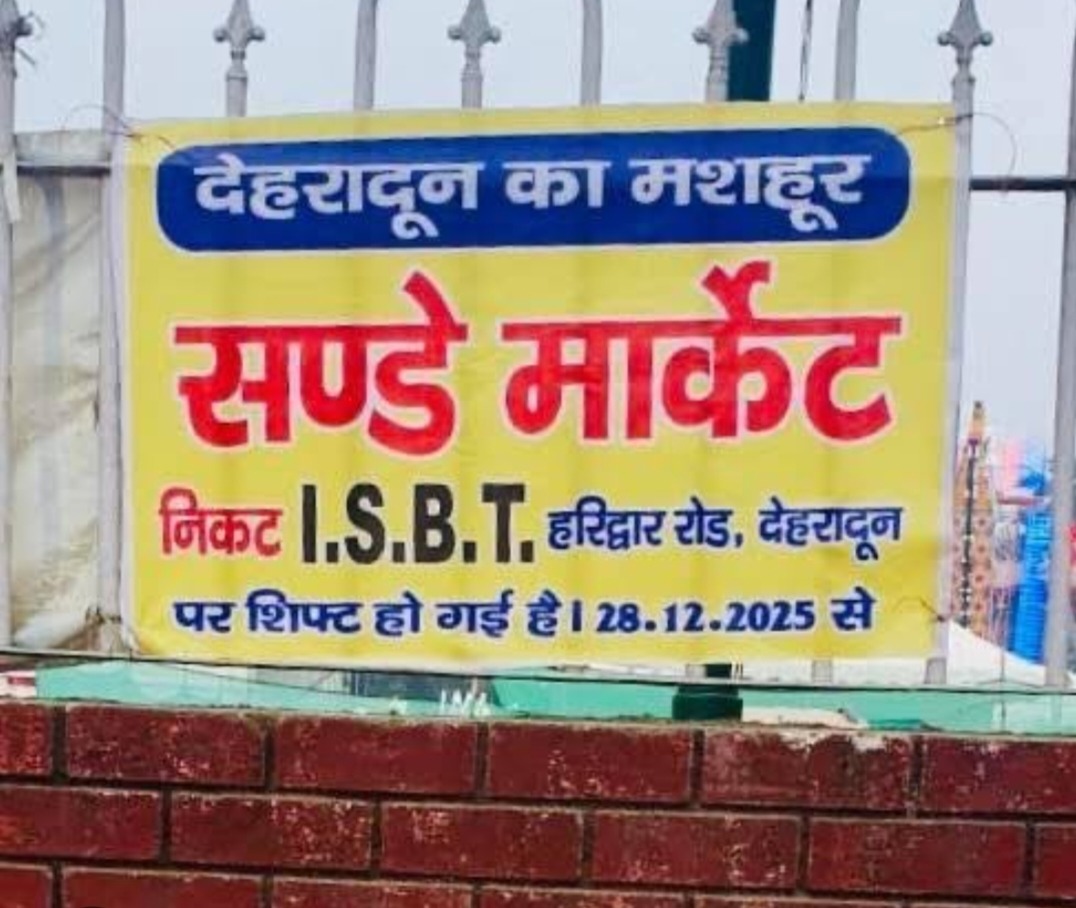 देहरादून का मशहूर
सण्डे मार्केट
निकट I.S.B.T. हरिद्वार रोड, देहरादून
पर शिफ्ट हो गई है। 28.12.2025 से